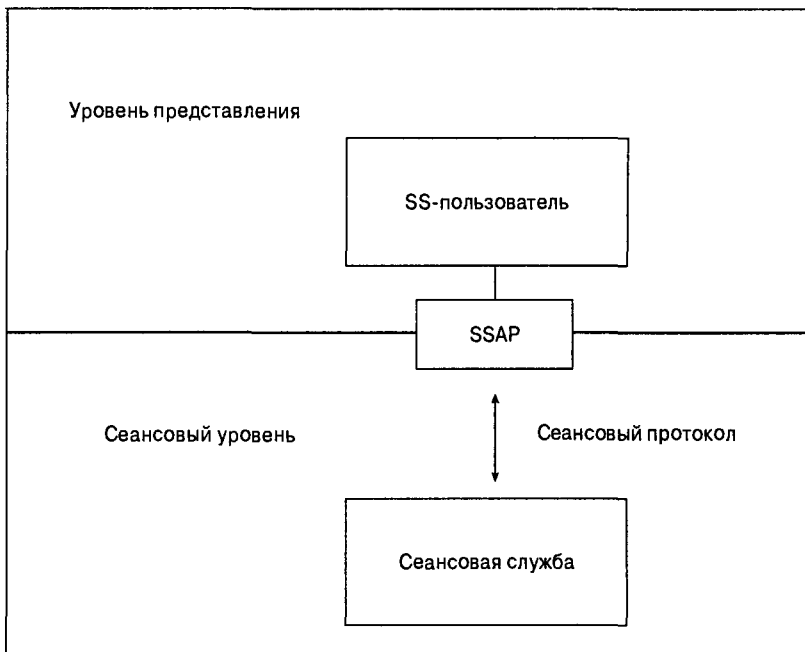 Уровень представления
SS-пользователь
SSAP
Сеансовый уровень
Сеансовый протокол
Сеансовая служба